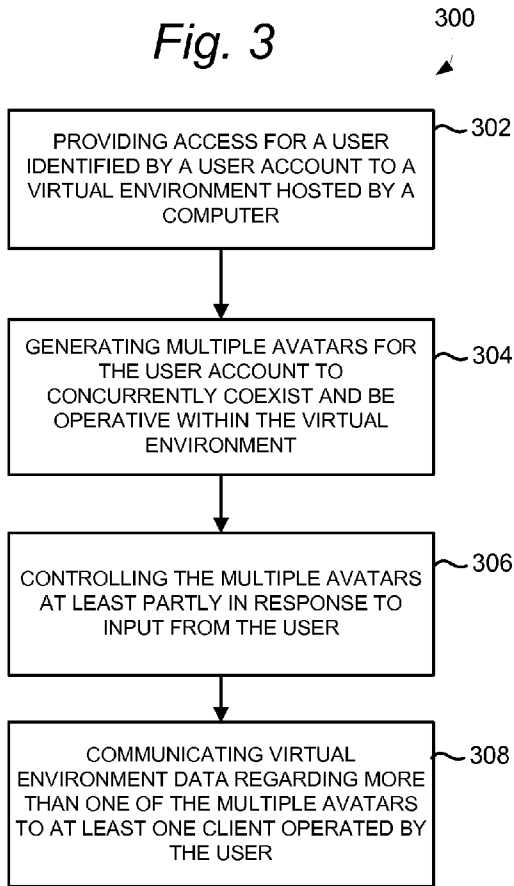 Fig. 3
300
PROVIDING ACCESS FOR A USER
IDENTIFIED BY A USER ACCOUNT TO A
VIRTUAL ENVIRONMENT HOSTED BY A
COMPUTER
302
GENERATING MULTIPLE AVATARS FOR
THE USER ACCOUNT TO
CONCURRENTLY COEXIST AND BE
OPERATIVE WITHIN THE VIRTUAL
ENVIRONMENT
304
CONTROLLING THE MULTIPLE AVATARS
AT LEAST PARTLY IN RESPONSE TO
INPUT FROM THE USER
306
COMMUNICATING VIRTUAL
ENVIRONMENT DATA REGARDING MORE
THAN ONE OF THE MULTIPLE AVATARS
TO AT LEAST ONE CLIENT OPERATED BY
THE USER
308